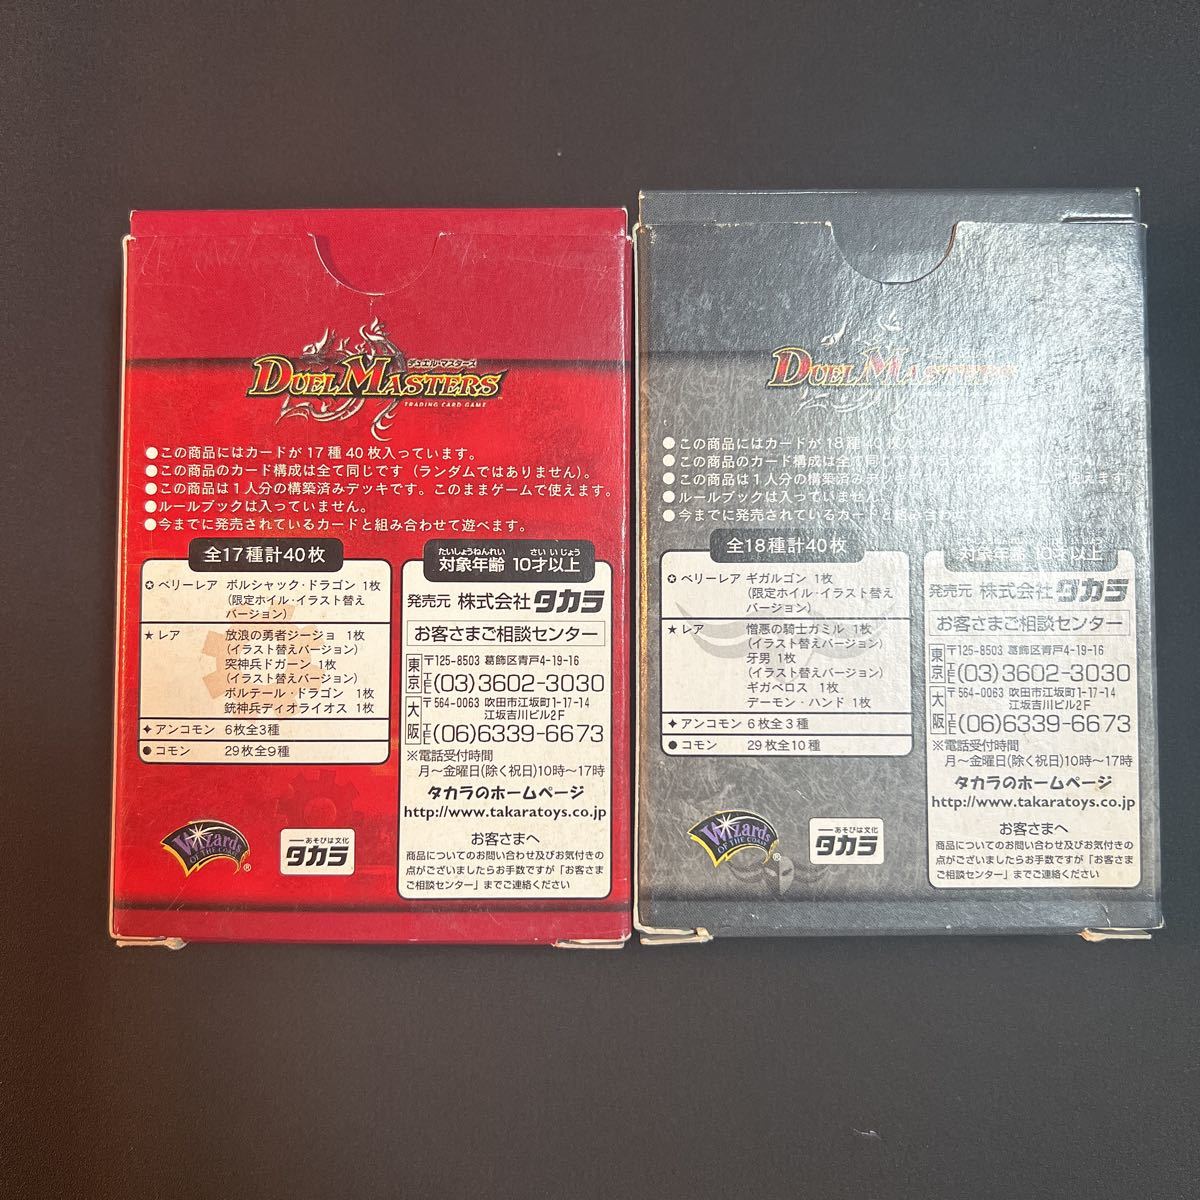 デュエル・マスターズ
DUEL MASTERS
TRADING CARD GAME
●この商品にはカードが17種40枚入っています。
●この商品のカード構成は全て同じです(ランダムではありません)。
●この商品は1人分の構築済みデッキです。このままゲームで使えます。
●ルールブックは入っていません。
●今までに発売されているカードと組み合わせて遊べます。
全17種計40枚
✪ベリーレア ボルシャック・ドラゴン 1枚
(限定ホイル・イラスト替え
バージョン)
★レア 放浪の勇者ジージョ 1枚
(イラスト替えバージョン)
突神兵ドガーン 1枚
(イラスト替えバージョン)
ボルテール・ドラゴン 1枚
銃神兵ディオライオス 1枚
✦アンコモン 6枚全3種
●コモン 29枚全9種
たいしょうねんれい さい いじょう
対象年齢 10才以上
発売元 株式会社タカラ
お客さまご相談センター
東京 〒125-8503 葛飾区青戸4-19-16
TEL(03)3602-3030
大阪 〒564-0063 吹田市江坂町1-17-14
江坂吉川ビル2F
TEL(06)6339-6673
※電話受付時間
月〜金曜日(除く祝日)10時〜17時
タカラのホームページ
http://www.takaratoys.co.jp
お客さまへ
商品についてのお問い合わせ及びお気付きの
点がございましたらお手数ですが「お客さま
ご相談センター」までご連絡ください
Wizards
OF THE COAST
®
あそびは文化
タカラ
DUEL MASTERS
●この商品にはカードが18種40枚
●この商品のカード構成は全て同じ
●この商品は1人分の構築済みデッキ 使えます
●ルールブックは入っていません。
●今までに発売されているカードと組み合わせて
全18種計40枚
✪ベリーレア ギガルゴン 1枚
(限定ホイル・イラスト替え
バージョン)
★レア 憎悪の騎士ガミル 1枚
(イラスト替えバージョン)
牙男 1枚
(イラスト替えバージョン)
ギガベロス 1枚
デーモン・ハンド 1枚
✦アンコモン 6枚全3種
●コモン 29枚全10種
対象年齢 10才以上
発売元 株式会社タカラ
お客さまご相談センター
東京 〒125-8503 葛飾区青戸4-19-16
TEL(03)3602-3030
大阪 〒564-0063 吹田市江坂町1-17-14
江坂吉川ビル2F
TEL(06)6339-6673
※電話受付時間
月〜金曜日(除く祝日)10時〜17時
タカラのホームページ
http://www.takaratoys.co.jp
お客さまへ
商品についてのお問い合わせ及びお気付きの
点がございましたらお手数ですが「お客さま
ご相談センター」までご連絡ください
Wizards
OF THE COAST
®
あそびは文化
タカラ